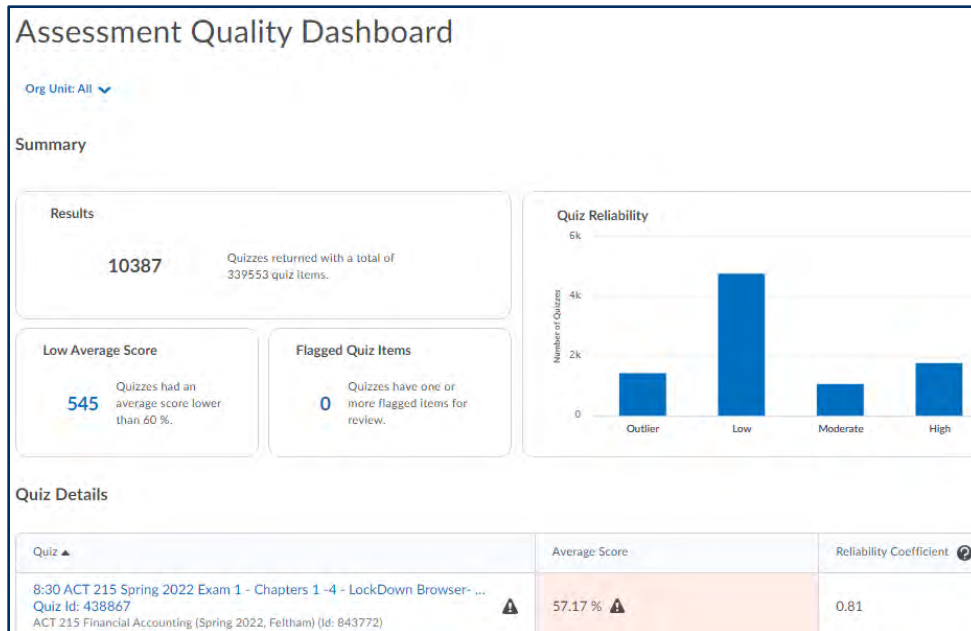 Assessment Quality Dashboard
Org Unit: All
Summary
Results
10387
Quizzes returned with a total of
339553 quiz items.
Low Average Score
545
Quizzes had an
average score lower
than 60 %.
Flagged Quiz Items
0
Quizzes have one or
more flagged items for
review.
Quiz Reliability
6k
4k
2k
0
Number of Quizzes
Outlier
Low
Moderate
High
Quiz Details
Quiz
Average Score
Reliability Coefficient
8:30 ACT 215 Spring 2022 Exam 1 - Chapters 1 -4 - LockDown Browser- ...
Quiz Id: 438867
ACT 215 Financial Accounting (Spring 2022, Feltham) (Id: 843772)
57.17 %
0.81